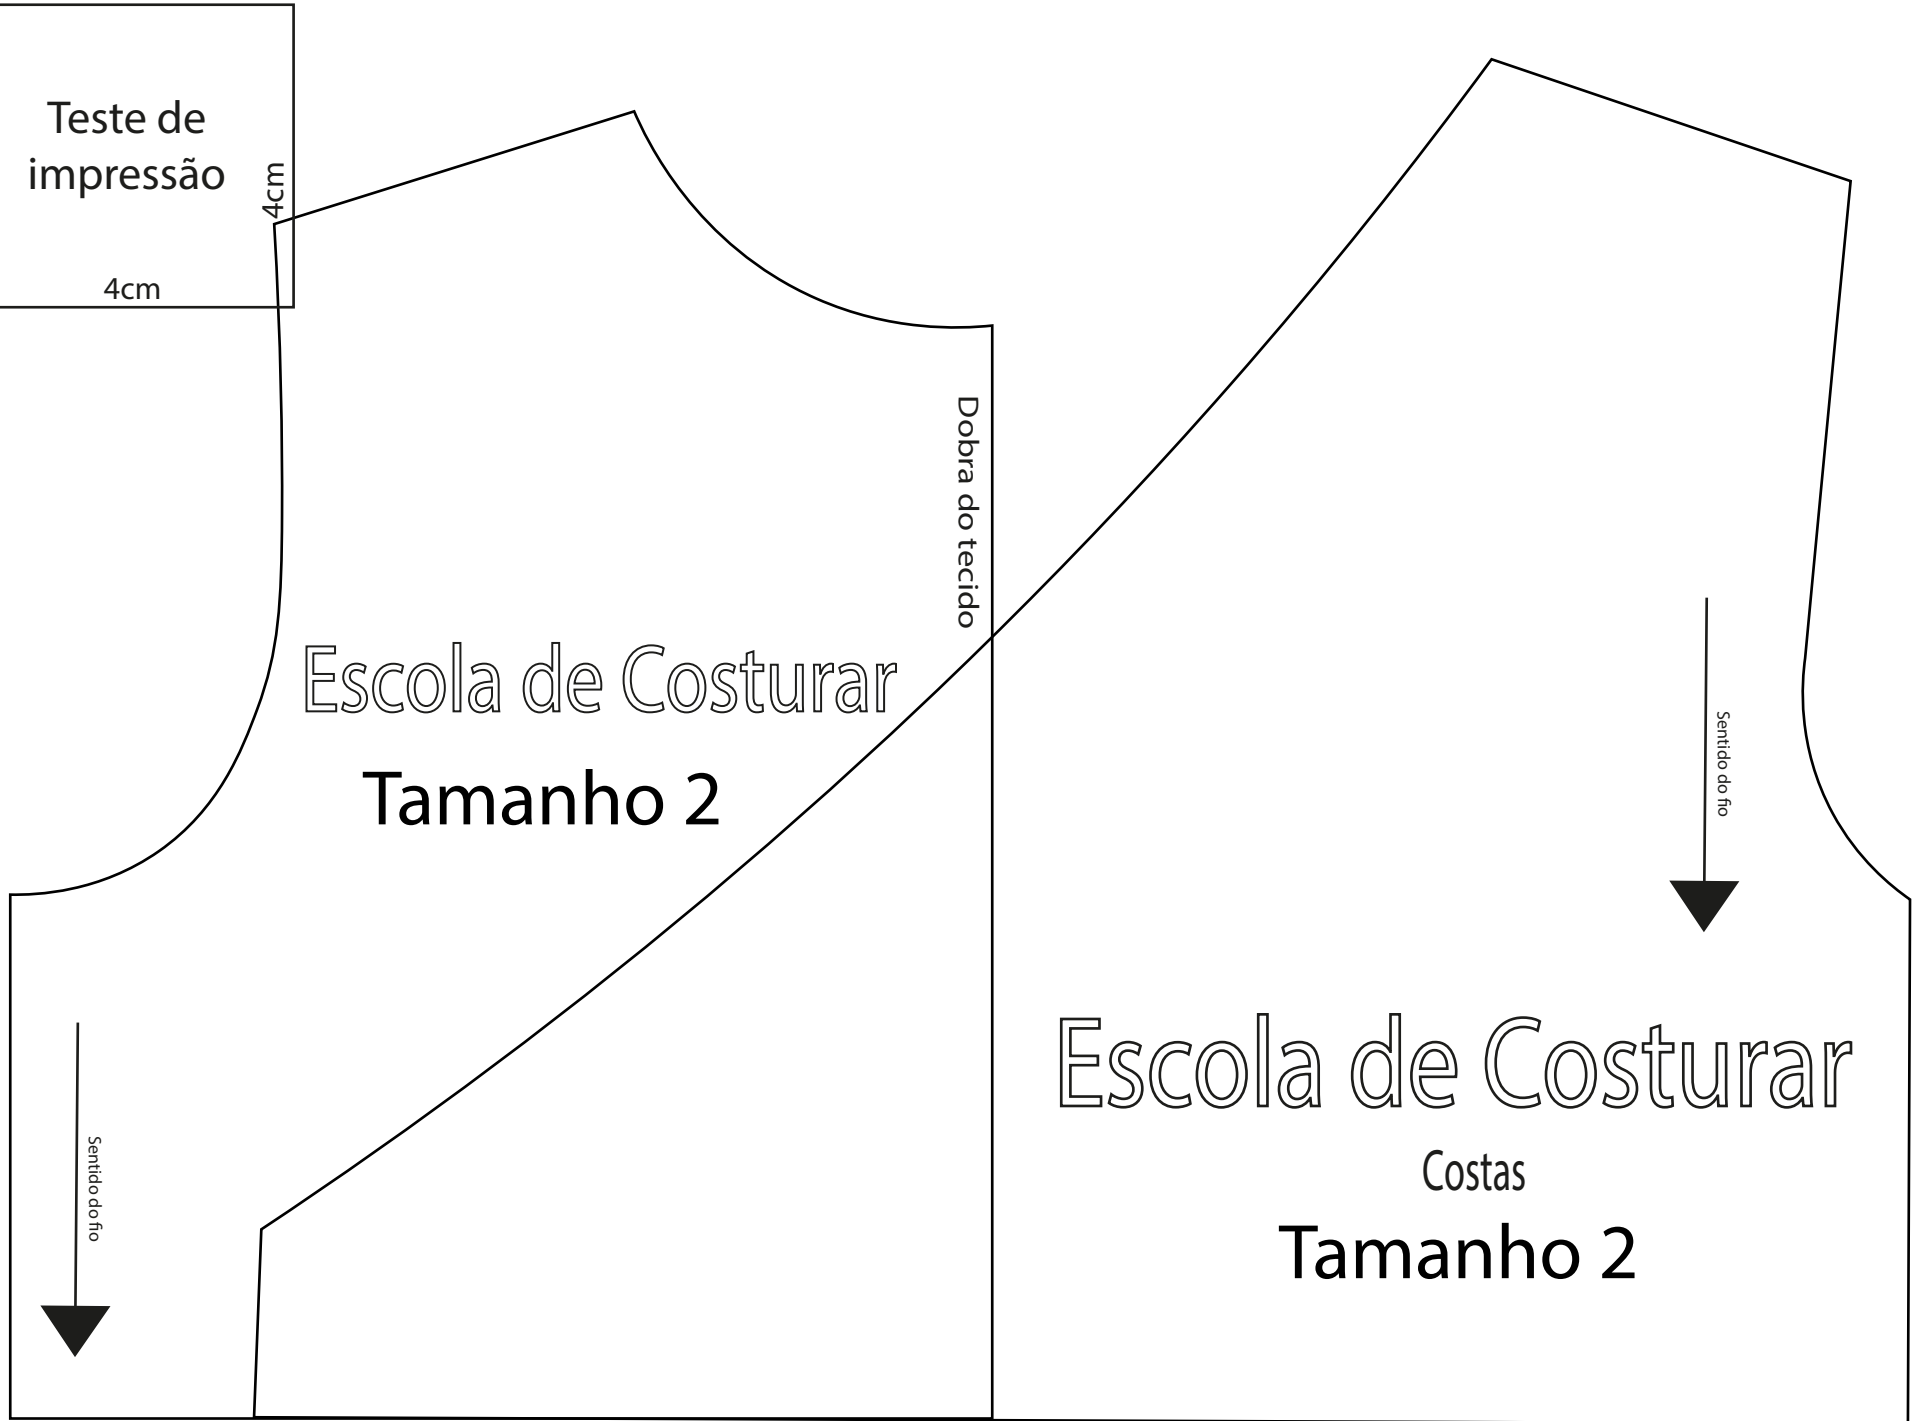 Teste de
impressão
4cm
4cm
Dobra do tecido
Escola de Costurar
Tamanho 2
Sentido do fio
Sentido do fio
Escola de Costurar
Costas
Tamanho 2